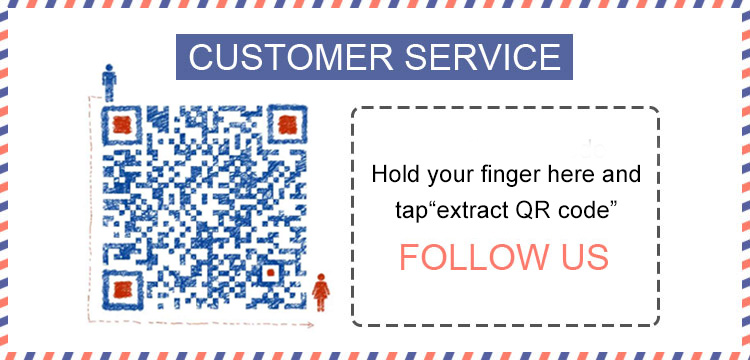 CUSTOMER SERVICE
Hold your finger here and
tap“extract QR code”
FOLLOW US